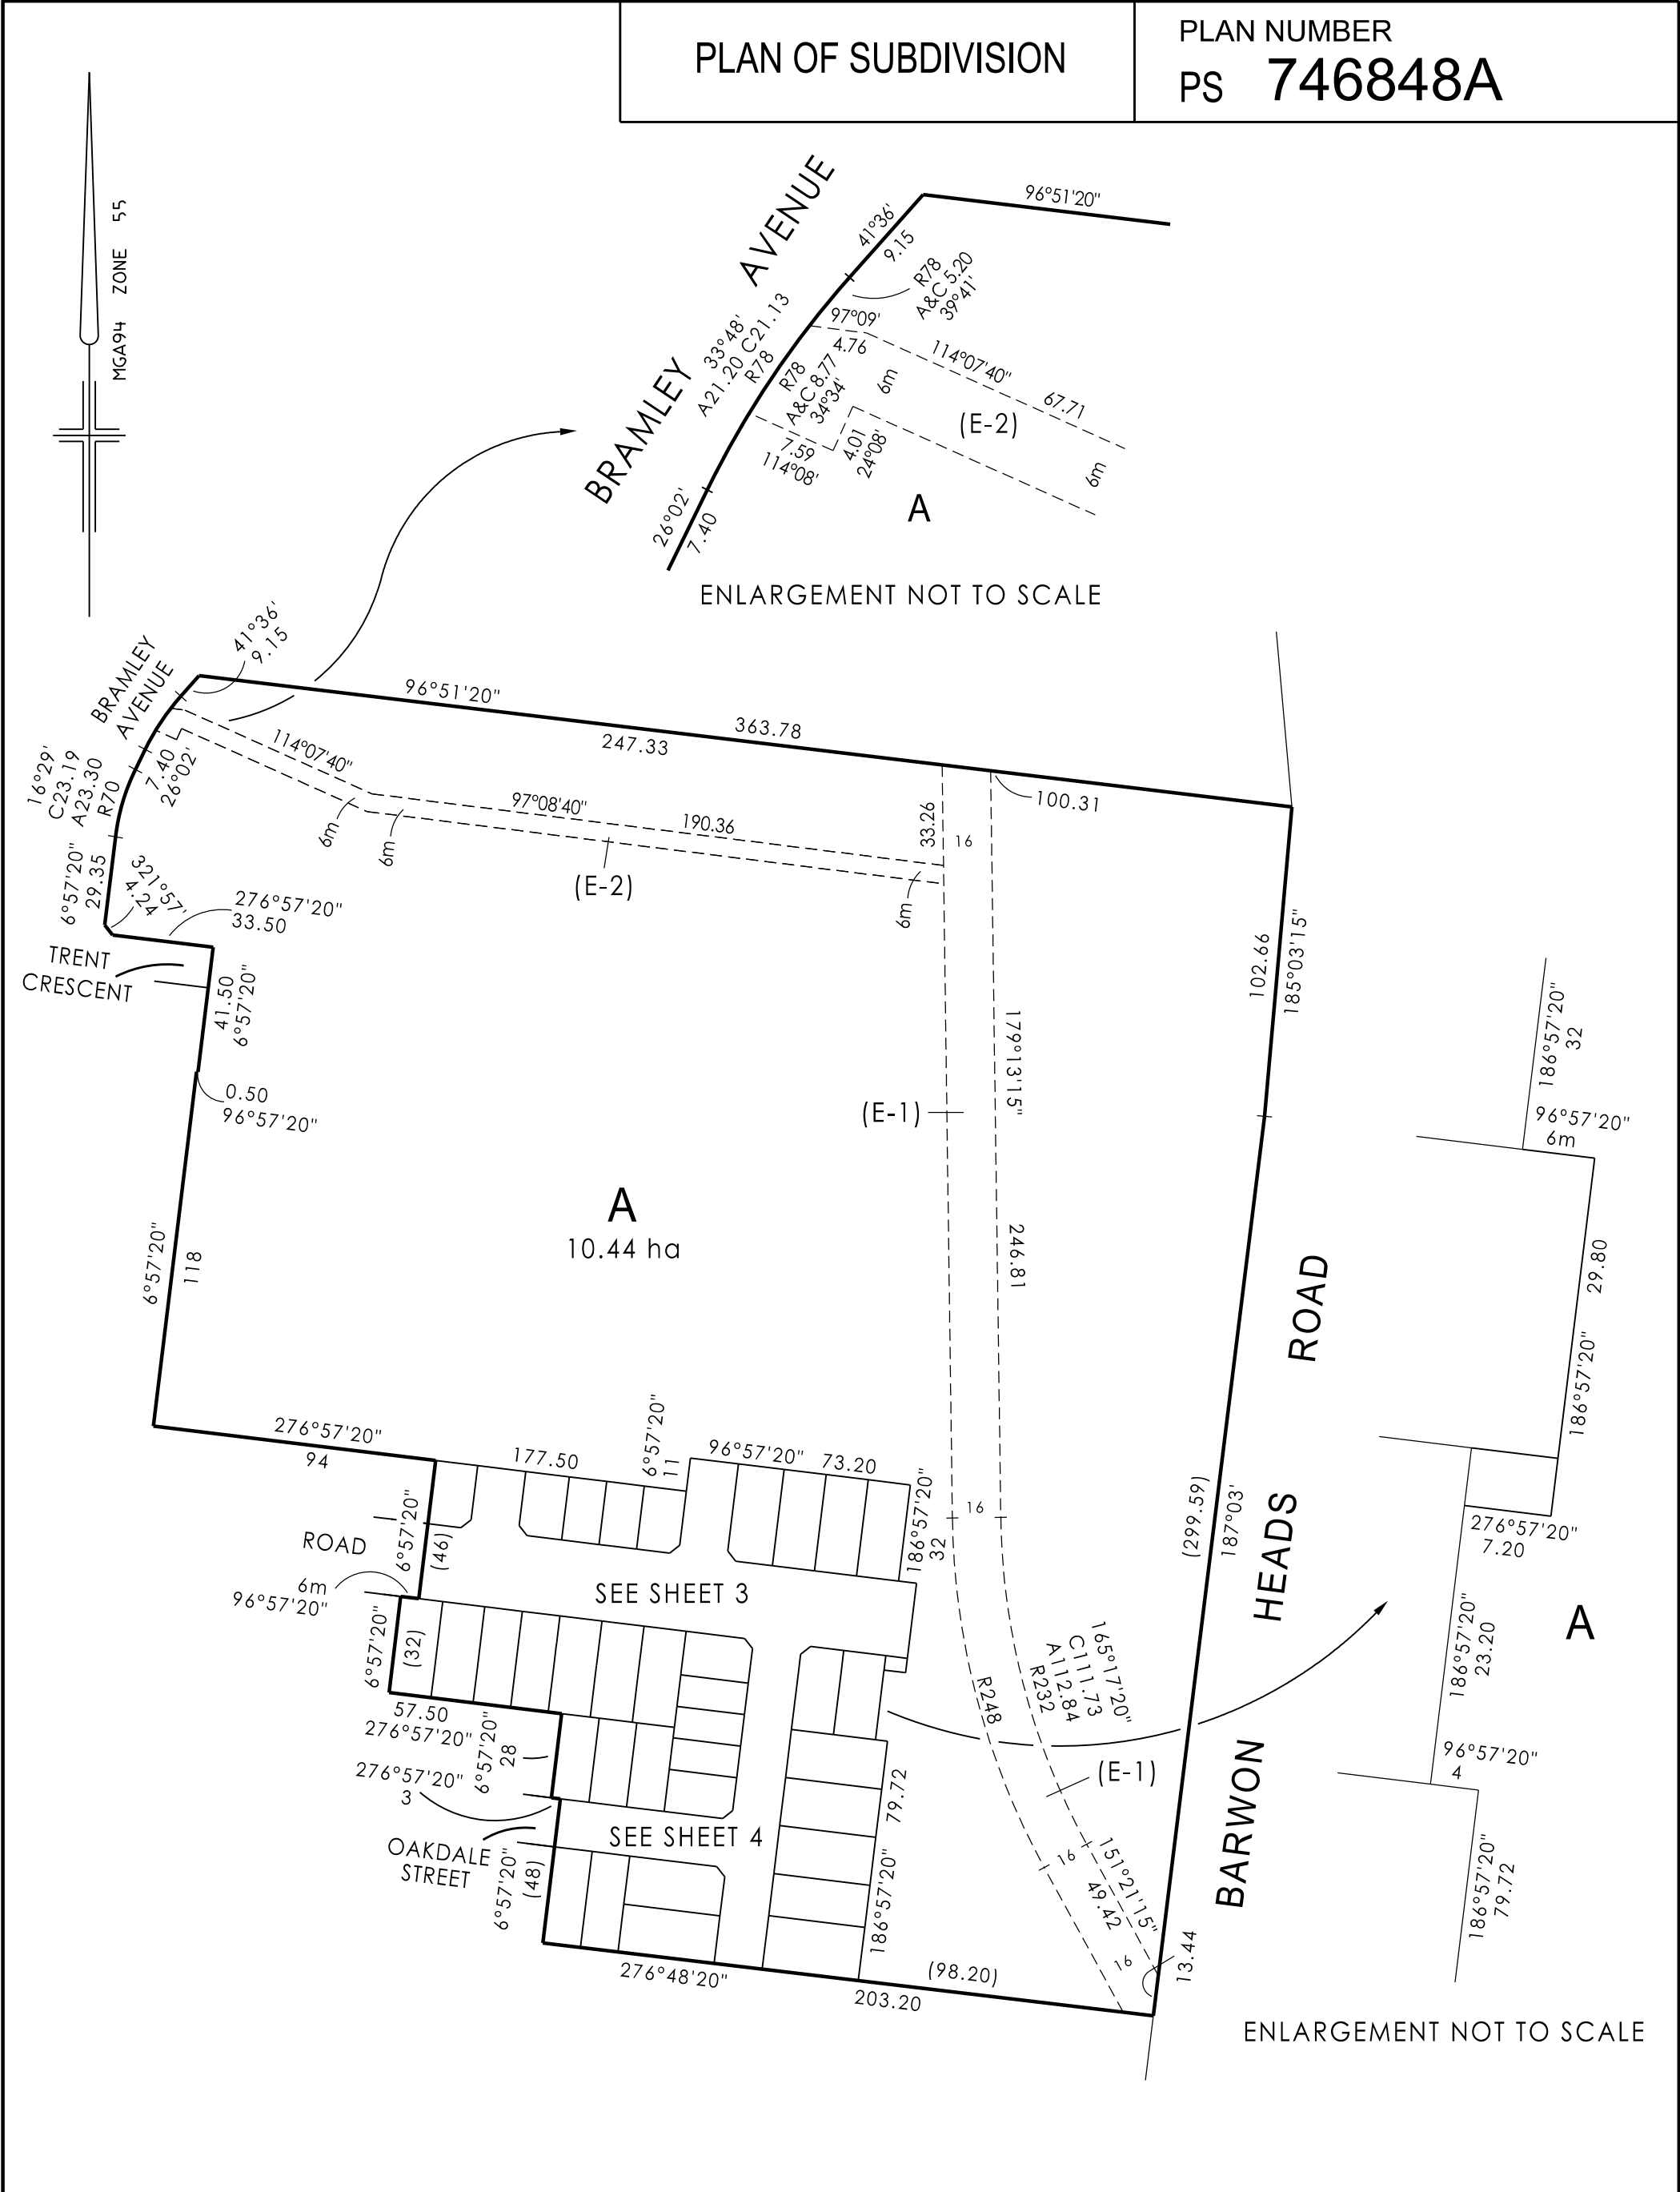 PLAN OF SUBDIVISION
PLAN NUMBER
PS 746848A
MGA94 ZONE 55
BRAMLEY AVENUE
96°51'20"
41°36'
9.15
R78
A&C 5.20
39°41'
33°48'
A21.20 C21.13
R78
97°09'
4.76
R78
A&C 8.77
34°34'
6m
114°07'40"
67.71
(E-2)
6m
7.59
114°08'
4.01
24°08'
A
26°02'
7.40
ENLARGEMENT NOT TO SCALE
41°36'
9.15
BRAMLEY
AVENUE
96°51'20"
363.78
247.33
100.31
16°29'
C23.19
A23.30
R70
7.40
26°02'
114°07'40"
97°08'40"
190.36
6m
6m
(E-2)
6m
33.26
16
6°57'20"
29.35
321°57'
4.24
276°57'20"
33.50
TRENT
CRESCENT
41.50
6°57'20"
0.50
96°57'20"
(E-1)
179°13'15"
246.81
102.66
185°03'15"
186°57'20"
32
96°57'20"
6m
29.80
186°57'20"
276°57'20"
7.20
186°57'20"
23.20
A
96°57'20"
4
186°57'20"
79.72
ENLARGEMENT NOT TO SCALE
A
10.44 ha
6°57'20"
118
276°57'20"
94
177.50
6°57'20"
11
96°57'20"
73.20
186°57'20"
32
16
(299.59)
187°03'
BARWON HEADS ROAD
ROAD
6°57'20"
(46)
6m
96°57'20"
SEE SHEET 3
6°57'20"
(32)
57.50
276°57'20"
6°57'20"
28
276°57'20"
3
OAKDALE
STREET
SEE SHEET 4
6°57'20"
(48)
79.72
186°57'20"
R248
165°17'20"
C111.73
A112.84
R232
(E-1)
16
151°21'15"
49.42
16
13.44
276°48'20"
(98.20)
203.20